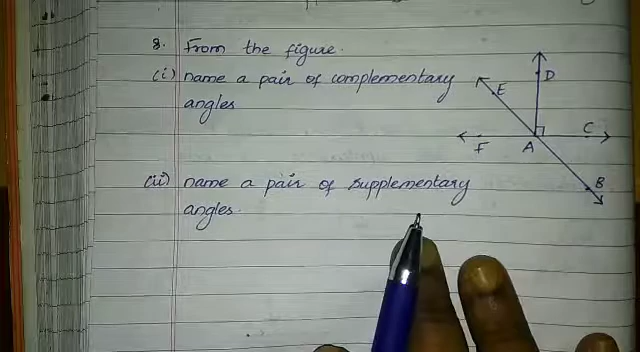 8. From the figure.
(i) name a pair of complementary
angles
(ii) name a pair of supplementary
angles.
D
E
F
A
C
B